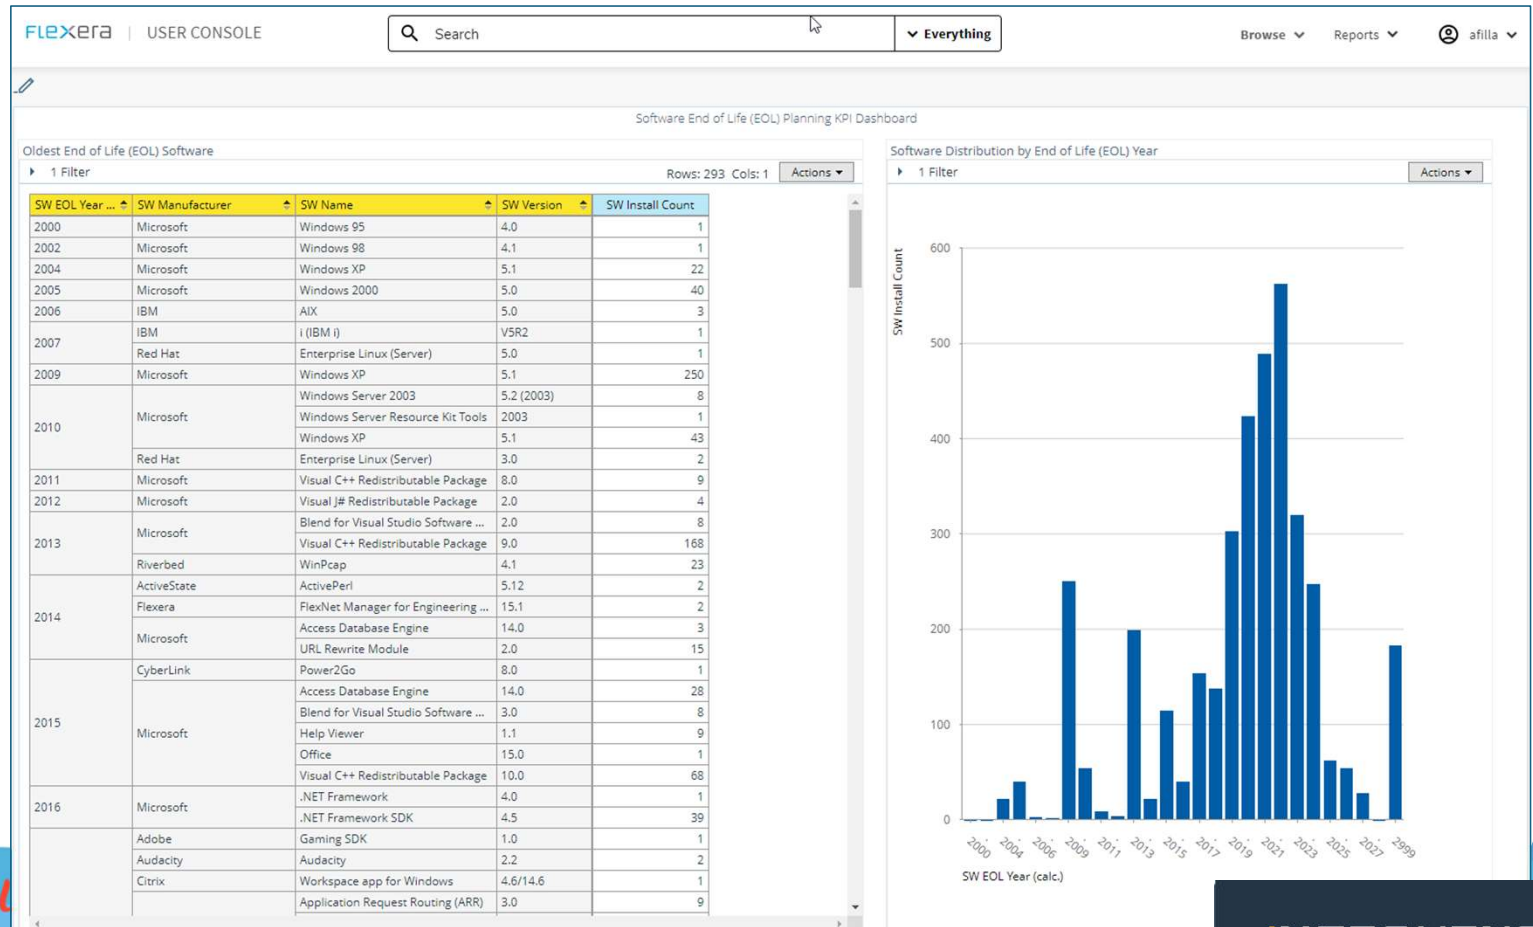 FLEXERA | USER CONSOLE Search Everything Browse Reports afilla
Software End of Life (EOL) Planning KPI Dashboard
Oldest End of Life (EOL) Software
1 Filter Rows: 293 Cols: 1 Actions
SW EOL Year ... SW Manufacturer SW Name SW Version SW Install Count
2000 Microsoft Windows 95 4.0 1
2002 Microsoft Windows 98 4.1 1
2004 Microsoft Windows XP 5.1 22
2005 Microsoft Windows 2000 5.0 40
2006 IBM AIX 5.0 3
2007 IBM i (IBM i) V5R2 1
Red Hat Enterprise Linux (Server) 5.0 1
2009 Microsoft Windows XP 5.1 250
2010 Microsoft Windows Server 2003 5.2 (2003) 8
Windows Server Resource Kit Tools 2003 1
Windows XP 5.1 43
Red Hat Enterprise Linux (Server) 3.0 2
2011 Microsoft Visual C++ Redistributable Package 8.0 9
2012 Microsoft Visual J# Redistributable Package 2.0 4
2013 Microsoft Blend for Visual Studio Software ... 2.0 8
Visual C++ Redistributable Package 9.0 168
Riverbed WinPcap 4.1 23
2014 ActiveState ActivePerl 5.12 2
Flexera FlexNet Manager for Engineering ... 15.1 2
Microsoft Access Database Engine 14.0 3
URL Rewrite Module 2.0 15
2015 CyberLink Power2Go 8.0 1
Microsoft Access Database Engine 14.0 28
Blend for Visual Studio Software ... 3.0 8
Help Viewer 1.1 9
Office 15.0 1
Visual C++ Redistributable Package 10.0 68
2016 Microsoft .NET Framework 4.0 1
.NET Framework SDK 4.5 39
Adobe Gaming SDK 1.0 1
Audacity Audacity 2.2 2
Citrix Workspace app for Windows 4.6/14.6 1
Application Request Routing (ARR) 3.0 9
Software Distribution by End of Life (EOL) Year
1 Filter Actions
SW Install Count
600
500
400
300
200
100
0
2000 2004 2006 2009 2011 2013 2015 2017 2019 2021 2023 2025 2027 2999
SW EOL Year (calc.)